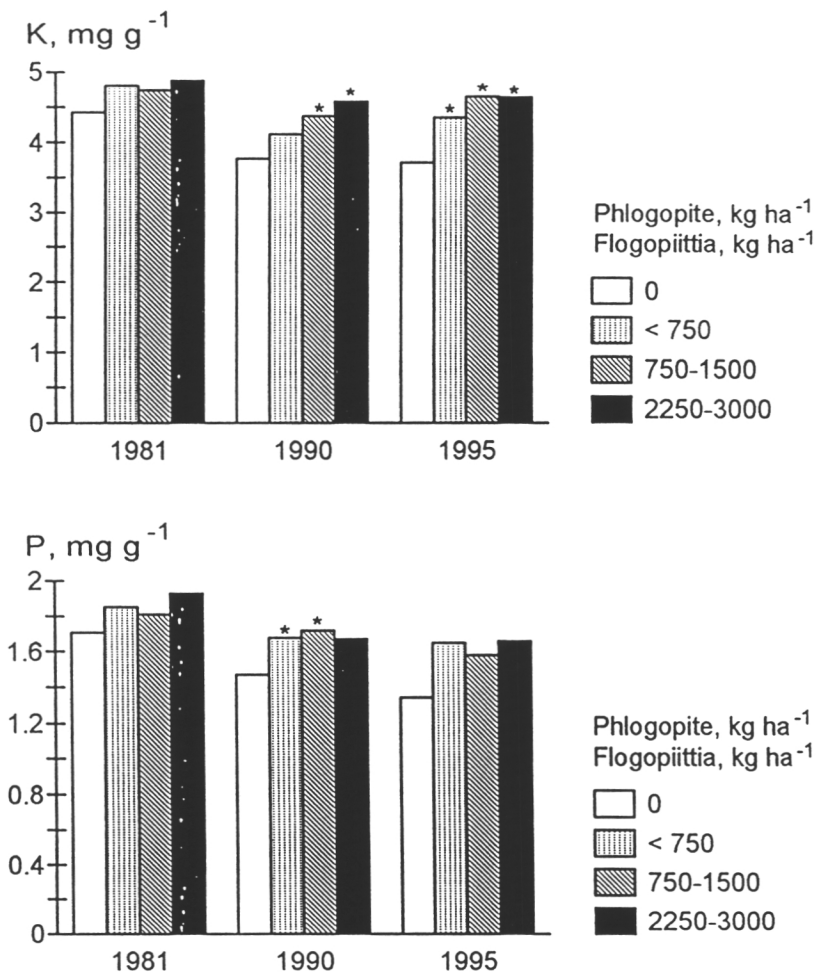 K, mg g⁻¹
5
4
3
2
1
0
* *
* * *
1981 1990 1995
Phlogopite, kg ha⁻¹
Flogopiittia, kg ha⁻¹
0
< 750
750-1500
2250-3000
P, mg g⁻¹
2
1.6
1.2
0.8
0.4
0
* *
1981 1990 1995
Phlogopite, kg ha⁻¹
Flogopiittia, kg ha⁻¹
0
< 750
750-1500
2250-3000